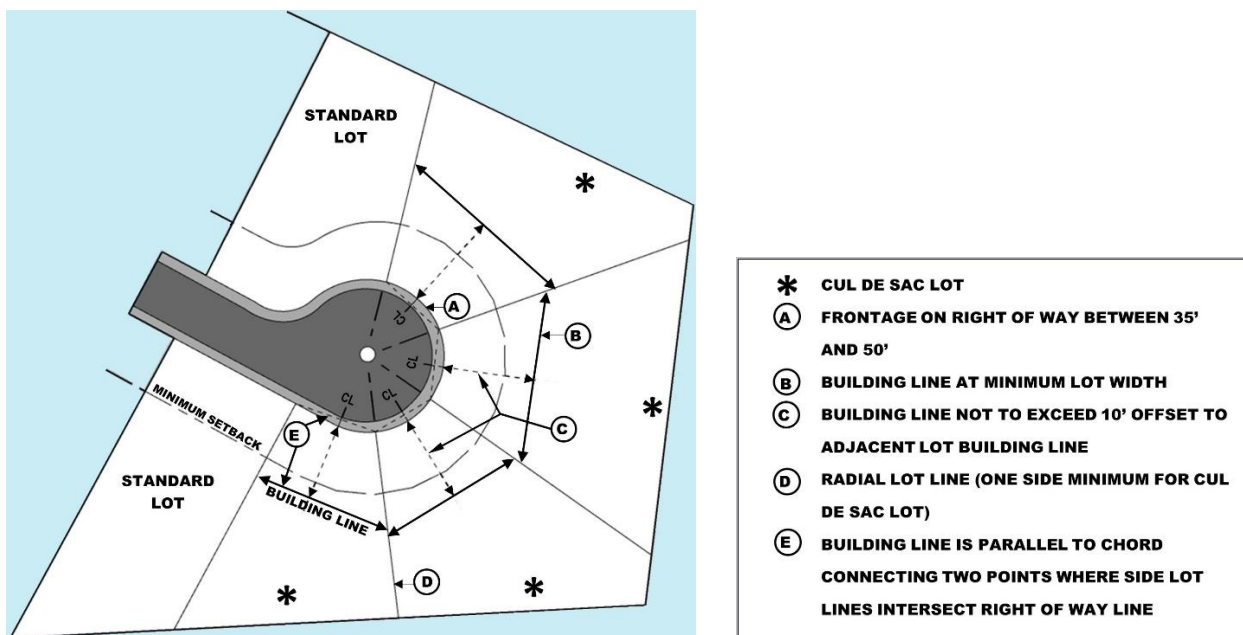 STANDARD
LOT
*
CL
A
B
CL
MINIMUM SETBACK
CL
CL
*
E
C
STANDARD
LOT
BUILDING LINE
D
*
*
* CUL DE SAC LOT
A FRONTAGE ON RIGHT OF WAY BETWEEN 35'
AND 50'
B BUILDING LINE AT MINIMUM LOT WIDTH
C BUILDING LINE NOT TO EXCEED 10' OFFSET TO
ADJACENT LOT BUILDING LINE
D RADIAL LOT LINE (ONE SIDE MINIMUM FOR CUL
DE SAC LOT)
E BUILDING LINE IS PARALLEL TO CHORD
CONNECTING TWO POINTS WHERE SIDE LOT
LINES INTERSECT RIGHT OF WAY LINE